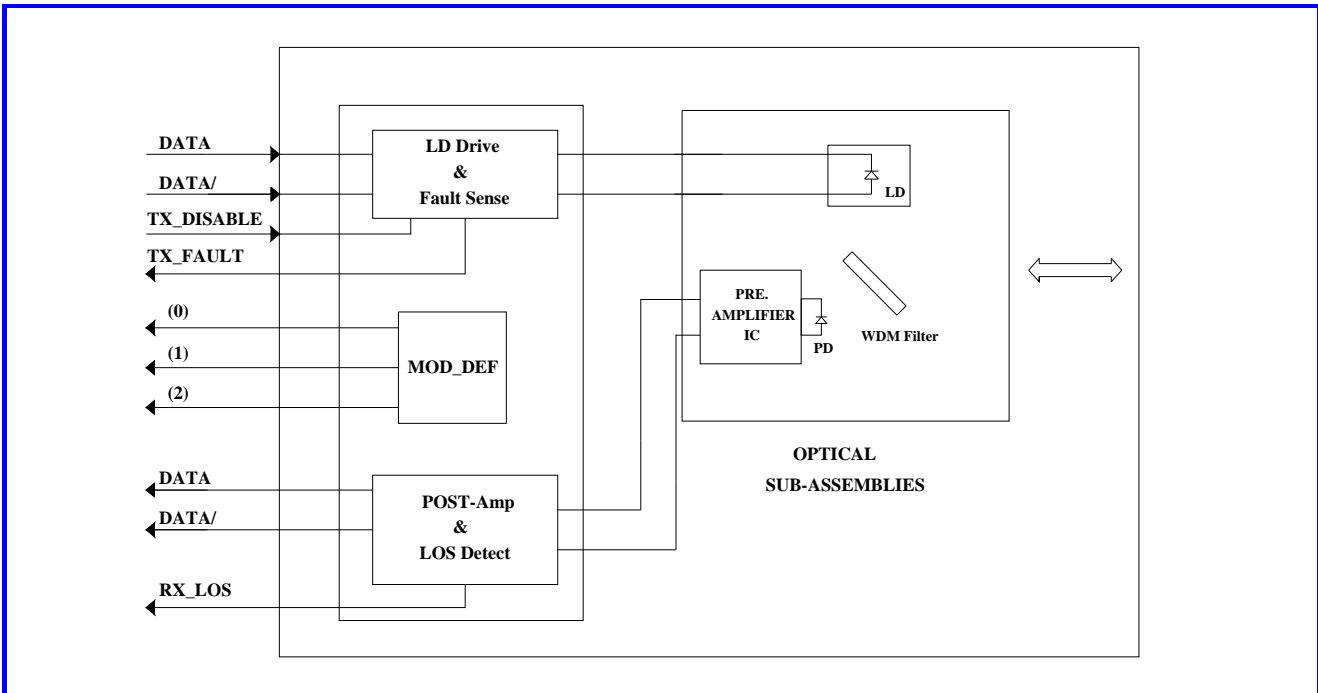 DATA
DATA/
TX_DISABLE
TX_FAULT
(0)
(1)
(2)
DATA
DATA/
RX_LOS
LD Drive
&
Fault Sense
MOD_DEF
POST-Amp
&
LOS Detect
LD
PRE.
AMPLIFIER
IC
PD
WDM Filter
OPTICAL
SUB-ASSEMBLIES